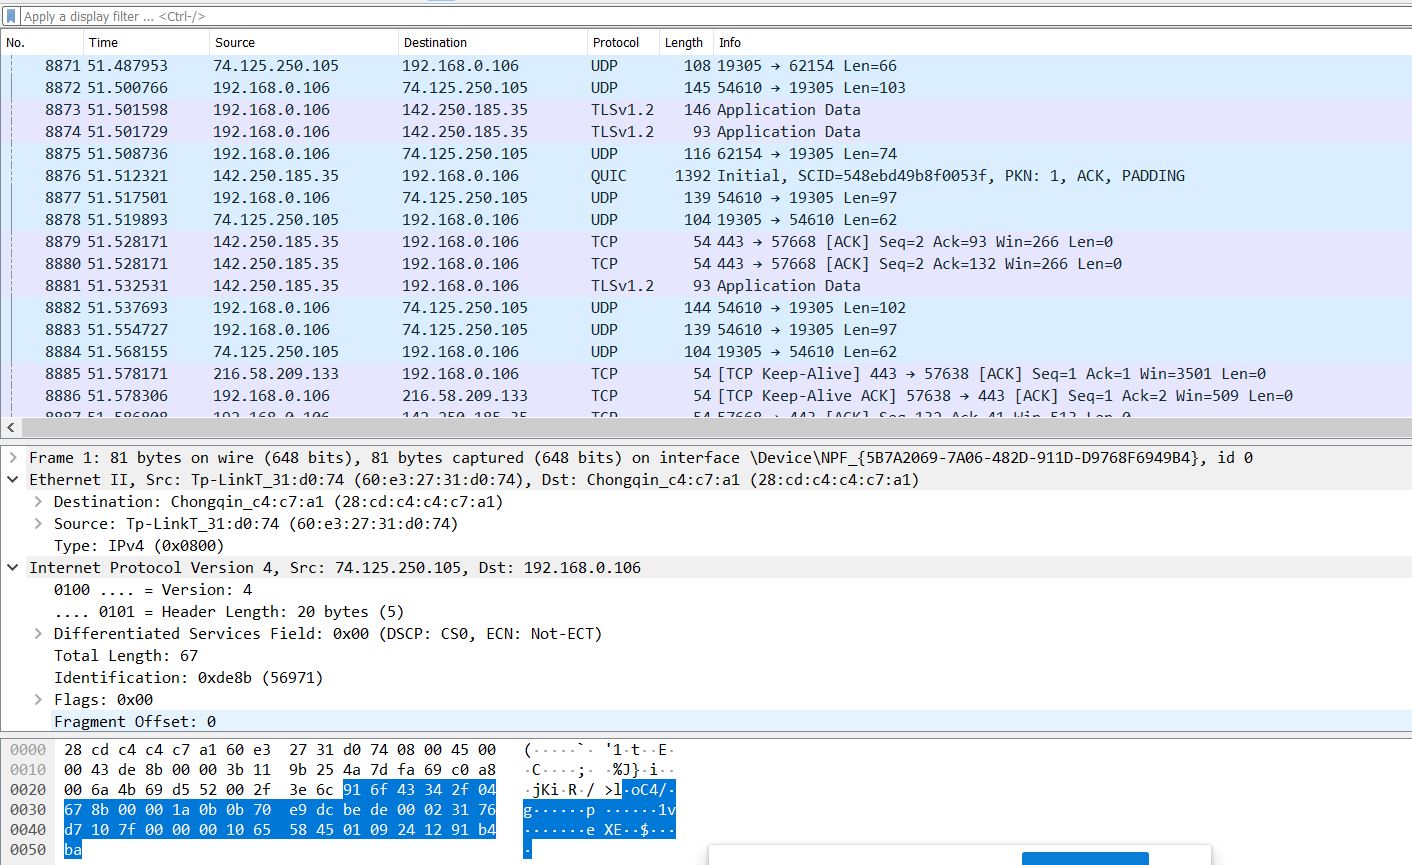 Apply a display filter ... <Ctrl-/>
No. Time Source Destination Protocol Length Info
8871 51.487953 74.125.250.105 192.168.0.106 UDP 108 19305 → 62154 Len=66
8872 51.500766 192.168.0.106 74.125.250.105 UDP 145 54610 → 19305 Len=103
8873 51.501598 192.168.0.106 142.250.185.35 TLSv1.2 146 Application Data
8874 51.501729 192.168.0.106 142.250.185.35 TLSv1.2 93 Application Data
8875 51.508736 192.168.0.106 74.125.250.105 UDP 116 62154 → 19305 Len=74
8876 51.512321 142.250.185.35 192.168.0.106 QUIC 1392 Initial, SCID=548ebd49b8f0053f, PKN: 1, ACK, PADDING
8877 51.517501 192.168.0.106 74.125.250.105 UDP 139 54610 → 19305 Len=97
8878 51.519893 74.125.250.105 192.168.0.106 UDP 104 19305 → 54610 Len=62
8879 51.528171 142.250.185.35 192.168.0.106 TCP 54 443 → 57668 [ACK] Seq=2 Ack=93 Win=266 Len=0
8880 51.528171 142.250.185.35 192.168.0.106 TCP 54 443 → 57668 [ACK] Seq=2 Ack=132 Win=266 Len=0
8881 51.532531 142.250.185.35 192.168.0.106 TLSv1.2 93 Application Data
8882 51.537693 192.168.0.106 74.125.250.105 UDP 144 54610 → 19305 Len=102
8883 51.554727 192.168.0.106 74.125.250.105 UDP 139 54610 → 19305 Len=97
8884 51.568155 74.125.250.105 192.168.0.106 UDP 104 19305 → 54610 Len=62
8885 51.578171 216.58.209.133 192.168.0.106 TCP 54 [TCP Keep-Alive] 443 → 57638 [ACK] Seq=1 Ack=1 Win=3501 Len=0
8886 51.578306 192.168.0.106 216.58.209.133 TCP 54 [TCP Keep-Alive ACK] 57638 → 443 [ACK] Seq=1 Ack=2 Win=509 Len=0
8887 51.586808 192.168.0.106 142.250.185.35 TCP 54 57668 → 443 [ACK] Seq=132 Ack=41 Win=513 Len=0
Frame 1: 81 bytes on wire (648 bits), 81 bytes captured (648 bits) on interface \Device\NPF_{5B7A2069-7A06-482D-911D-D9768F6949B4}, id 0
Ethernet II, Src: Tp-LinkT_31:d0:74 (60:e3:27:31:d0:74), Dst: Chongqin_c4:c7:a1 (28:cd:c4:c4:c7:a1)
Destination: Chongqin_c4:c7:a1 (28:cd:c4:c4:c7:a1)
Source: Tp-LinkT_31:d0:74 (60:e3:27:31:d0:74)
Type: IPv4 (0x0800)
Internet Protocol Version 4, Src: 74.125.250.105, Dst: 192.168.0.106
0100 .... = Version: 4
.... 0101 = Header Length: 20 bytes (5)
Differentiated Services Field: 0x00 (DSCP: CS0, ECN: Not-ECT)
Total Length: 67
Identification: 0xde8b (56971)
Flags: 0x00
Fragment Offset: 0
0000 28 cd c4 c4 c7 a1 60 e3 27 31 d0 74 08 00 45 00 (·····`· '1·t··E·
0010 00 43 de 8b 00 00 3b 11 9b 25 4a 7d fa 69 c0 a8 ·C····;· ·%J}·i··
0020 00 6a 4b 69 d5 52 00 2f 3e 6c 91 6f 43 34 2f 04 ·jKi·R·/ >l·oC4/·
0030 67 8b 00 00 1a 0b 0b 70 e9 dc be de 00 02 31 76 g······p ······1v
0040 d7 10 7f 00 00 00 10 65 58 45 01 09 24 12 91 b4 ·······e XE··$···
0050 ba ·